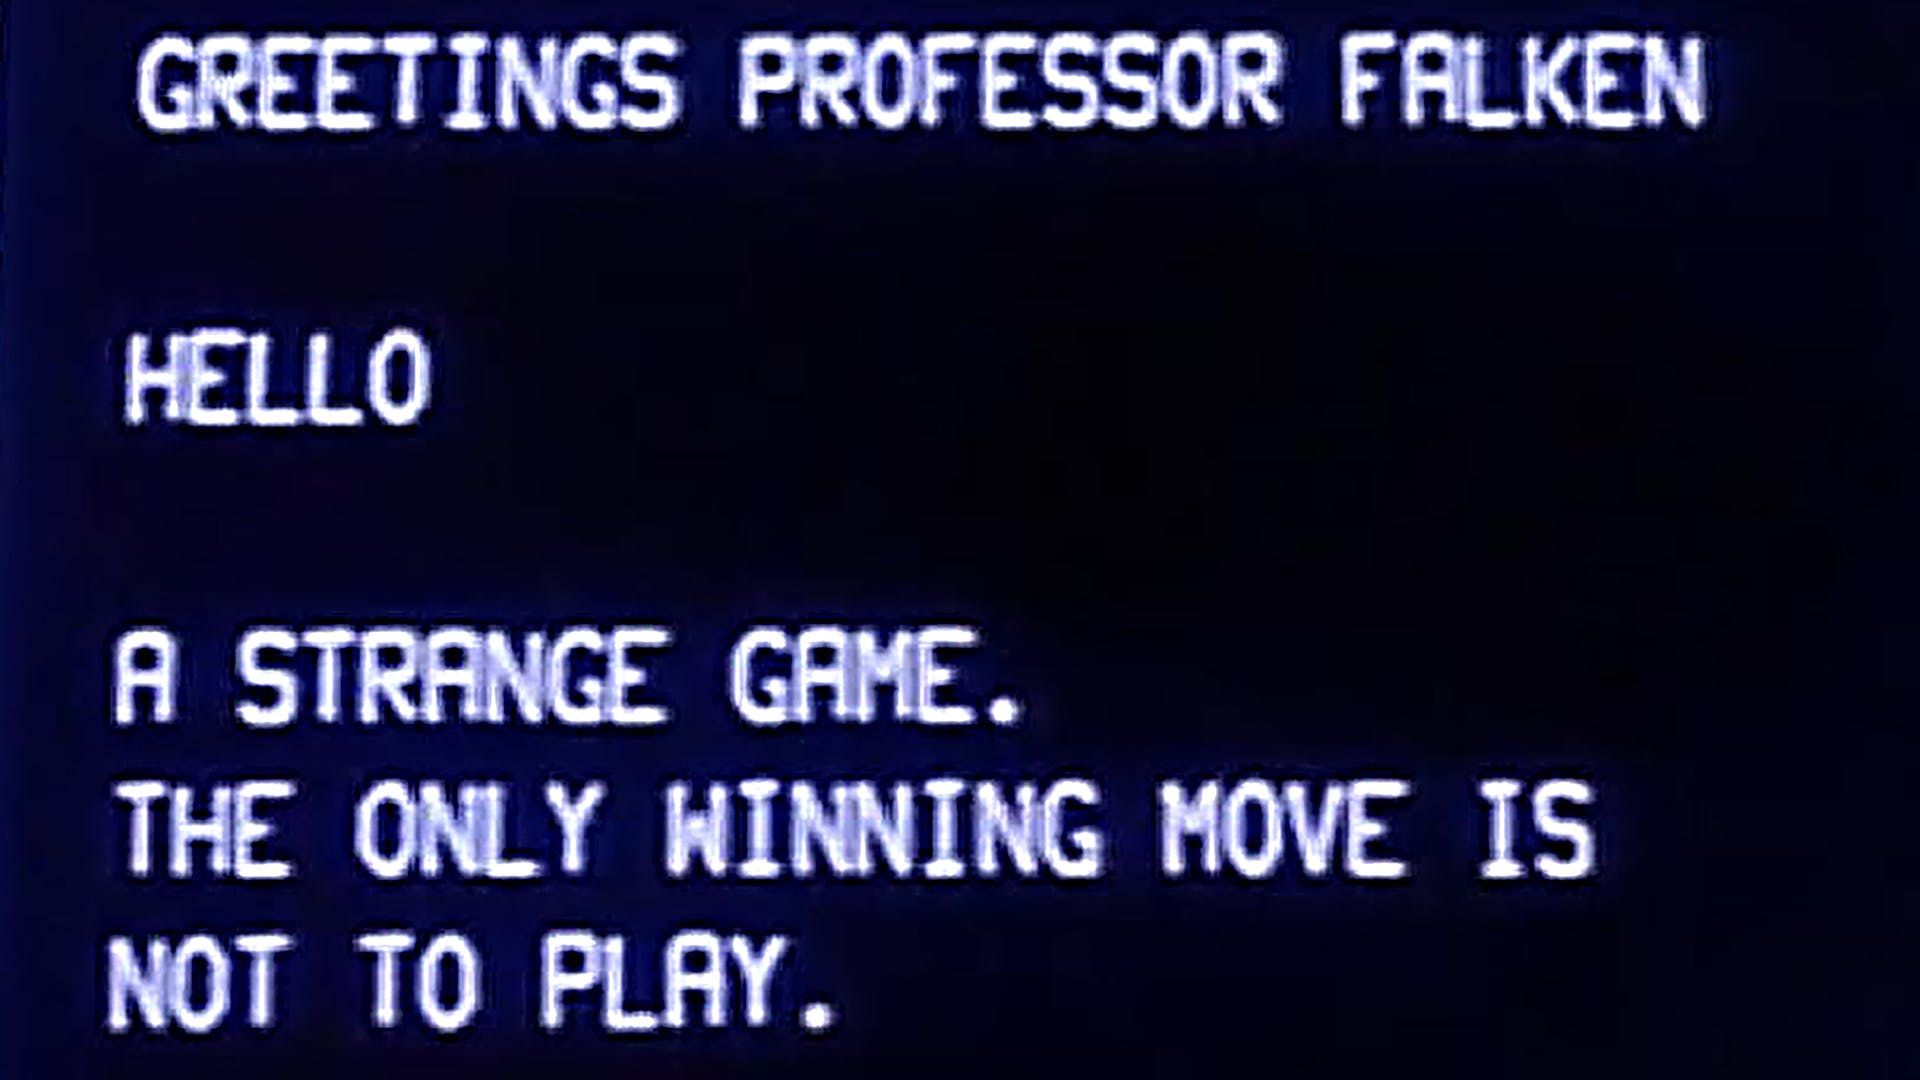 GREETINGS PROFESSOR FALKEN
HELLO
A STRANGE GAME.
THE ONLY WINNING MOVE IS
NOT TO PLAY.